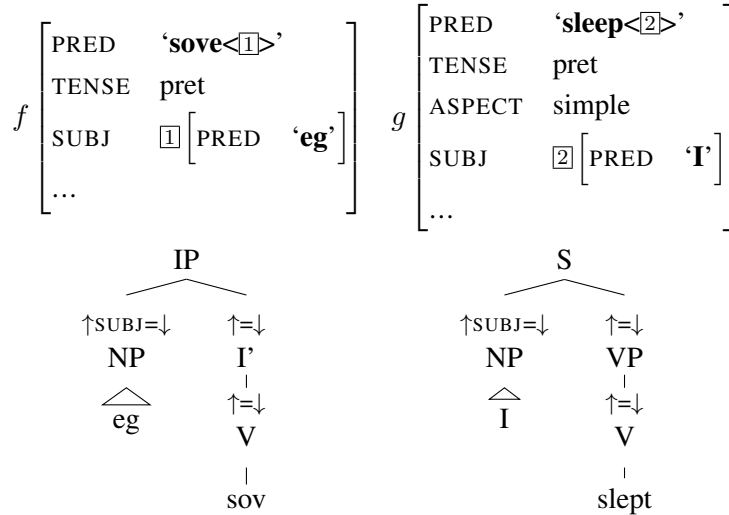 f [ PRED ‘sove<1>’
TENSE pret
SUBJ 1 [ PRED ‘eg’ ]
... ]
g [ PRED ‘sleep<2>’
TENSE pret
ASPECT simple
SUBJ 2 [ PRED ‘I’ ]
... ]
IP
↑SUBJ=↓ ↑=↓
NP I’
eg ↑=↓
V
sov
S
↑SUBJ=↓ ↑=↓
NP VP
I ↑=↓
V
slept